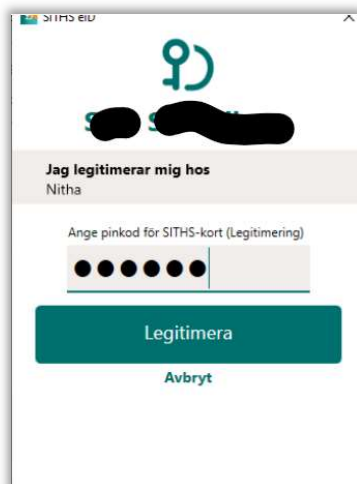 SITHS eID
Jag legitimerar mig hos
Nitha
Ange pinkod för SITHS-kort (Legitimering)
Legitimera
Avbryt